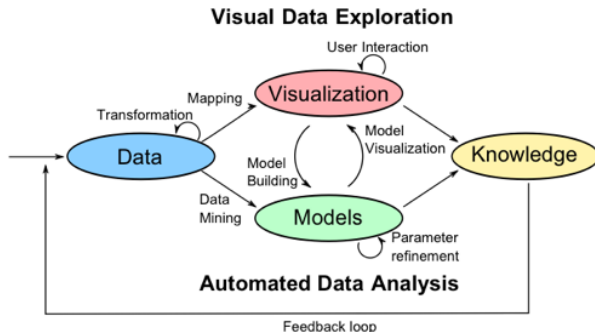 Visual Data Exploration
User Interaction
Visualization
Mapping
Transformation
Data
Model
Building
Model
Visualization
Knowledge
Data
Mining
Models
Parameter
refinement
Automated Data Analysis
Feedback loop